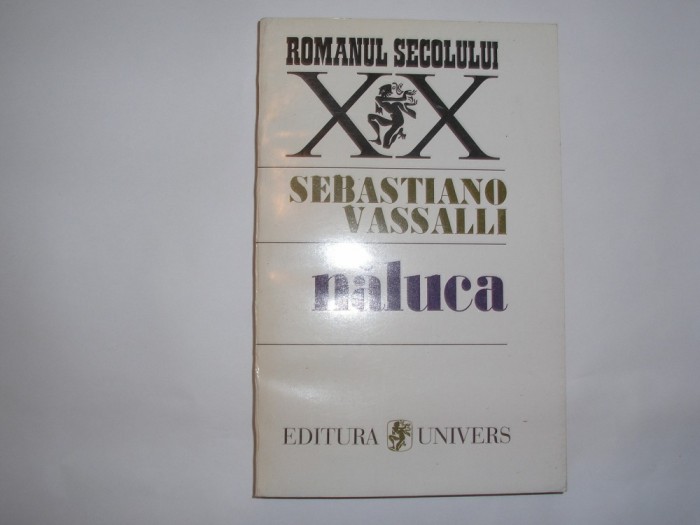 ROMANUL SECOLULUI
XX
SEBASTIANO
VASSALLI
năluca
EDITURA UNIVERS